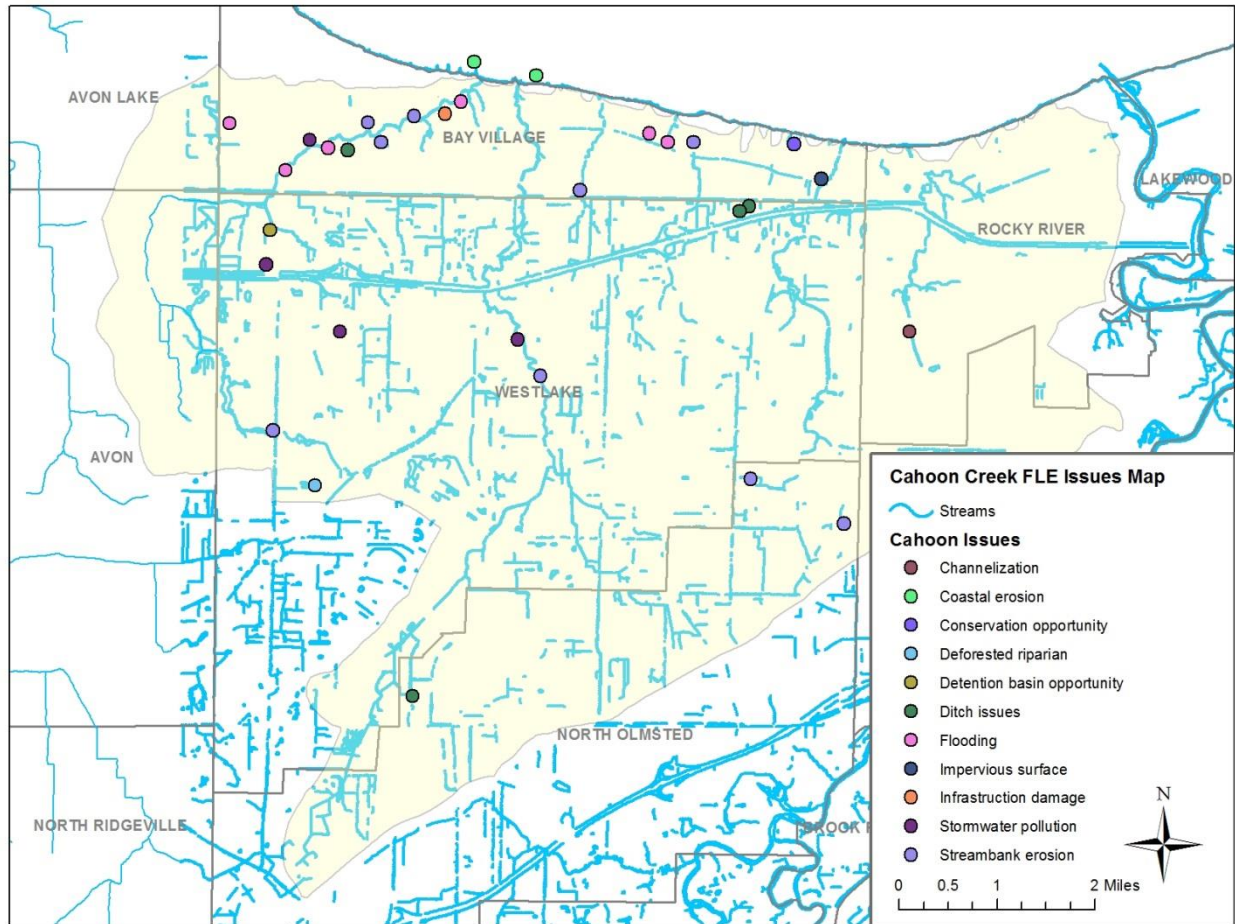 AVON LAKE
BAY VILLAGE
LAKEWOOD
ROCKY RIVER
WESTLAKE
AVON
NORTH OLMSTED
NORTH RIDGEVILLE
BROOK P
Cahoon Creek FLE Issues Map
Streams
Cahoon Issues
Channelization
Coastal erosion
Conservation opportunity
Deforested riparian
Detention basin opportunity
Ditch issues
Flooding
Impervious surface
Infrastruction damage
Stormwater pollution
Streambank erosion
N
0 0.5 1 2 Miles